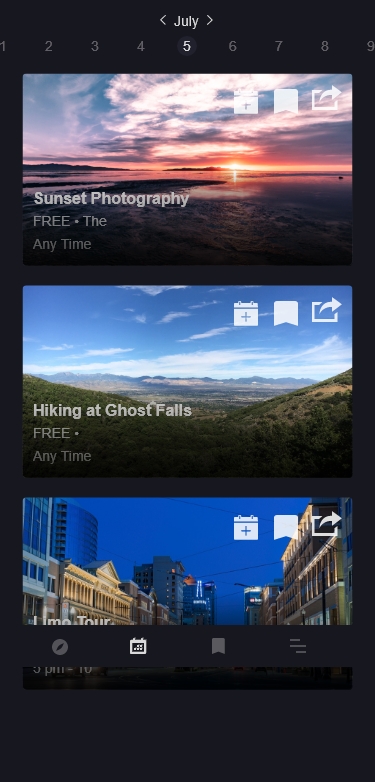 July
1 2 3 4 5 6 7 8 9
Sunset Photography
FREE • The
Any Time
Hiking at Ghost Falls
FREE •
Any Time
Limo Tour
5 pm - 10